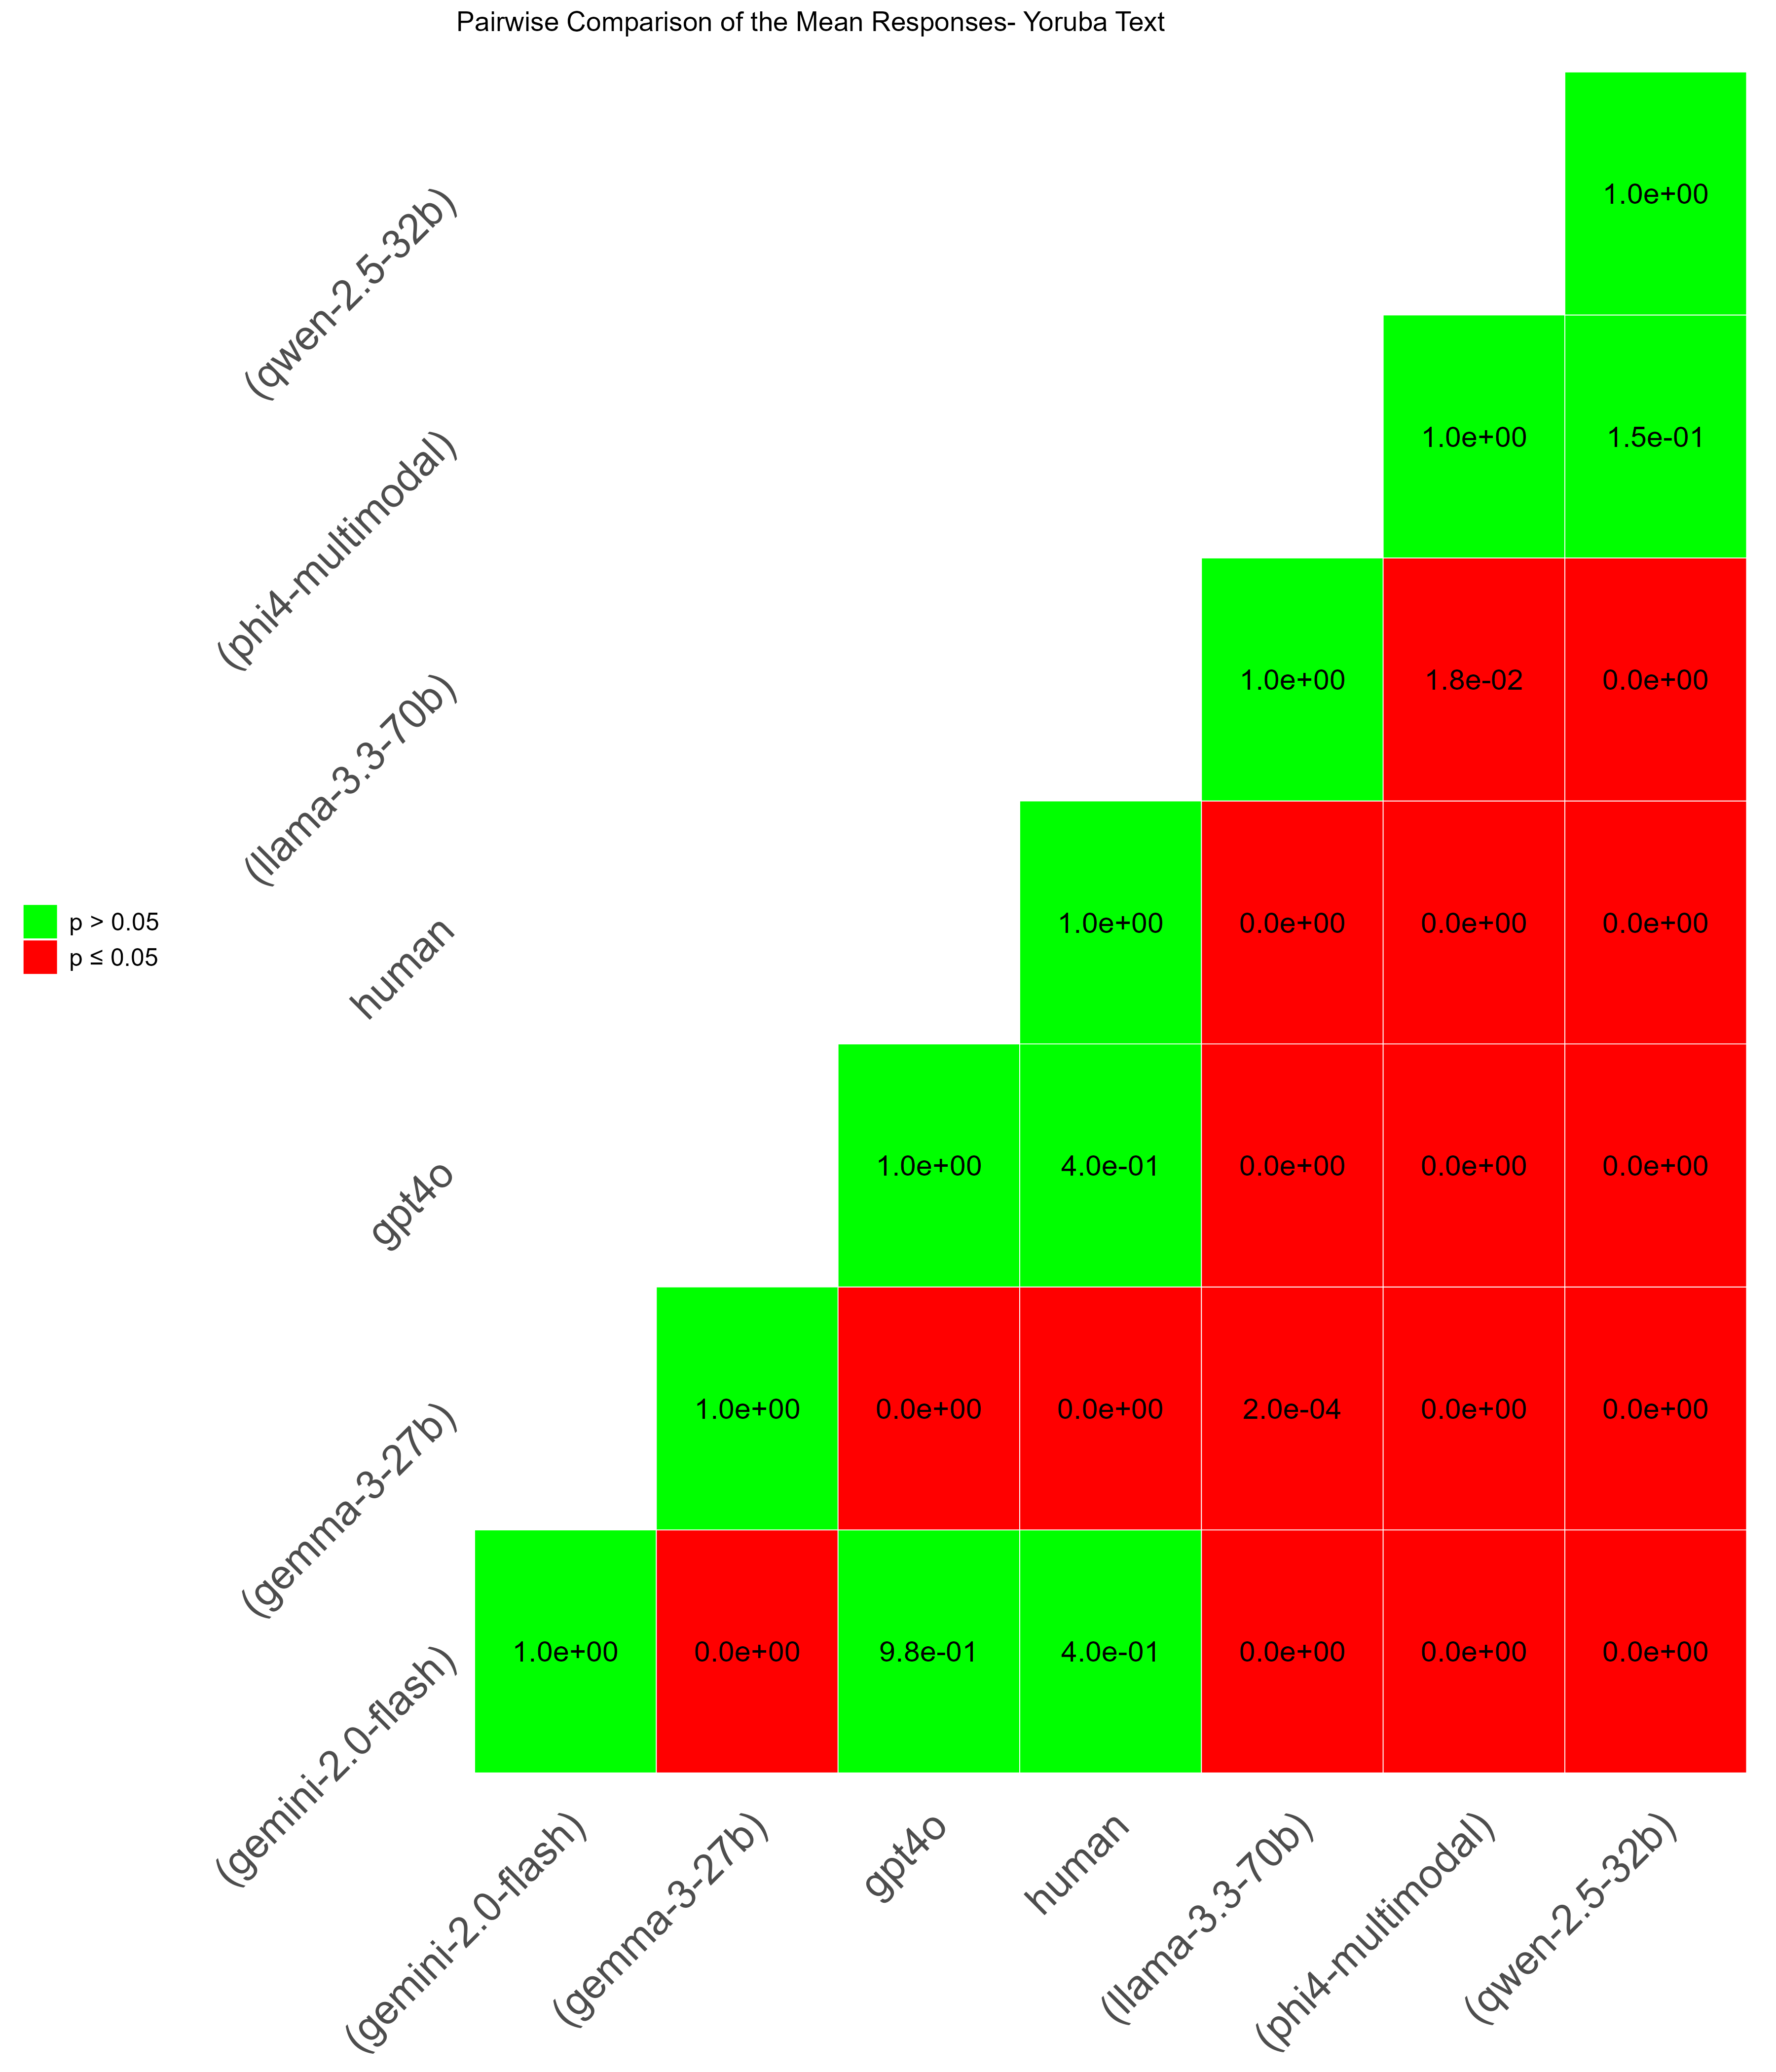 Pairwise Comparison of the Mean Responses- Yoruba Text
(qwen-2.5-32b)
1.0e+00
(phi4-multimodal)
1.0e+00 1.5e-01
(llama-3.3-70b)
1.0e+00 1.8e-02 0.0e+00
p > 0.05
p ≤ 0.05
human
1.0e+00 0.0e+00 0.0e+00 0.0e+00
gpt4o
1.0e+00 4.0e-01 0.0e+00 0.0e+00 0.0e+00
(gemma-3-27b)
1.0e+00 0.0e+00 0.0e+00 2.0e-04 0.0e+00 0.0e+00
(gemini-2.0-flash)
1.0e+00 0.0e+00 9.8e-01 4.0e-01 0.0e+00 0.0e+00 0.0e+00
(gemini-2.0-flash)
(gemma-3-27b)
gpt4o
human
(llama-3.3-70b)
(phi4-multimodal)
(qwen-2.5-32b)